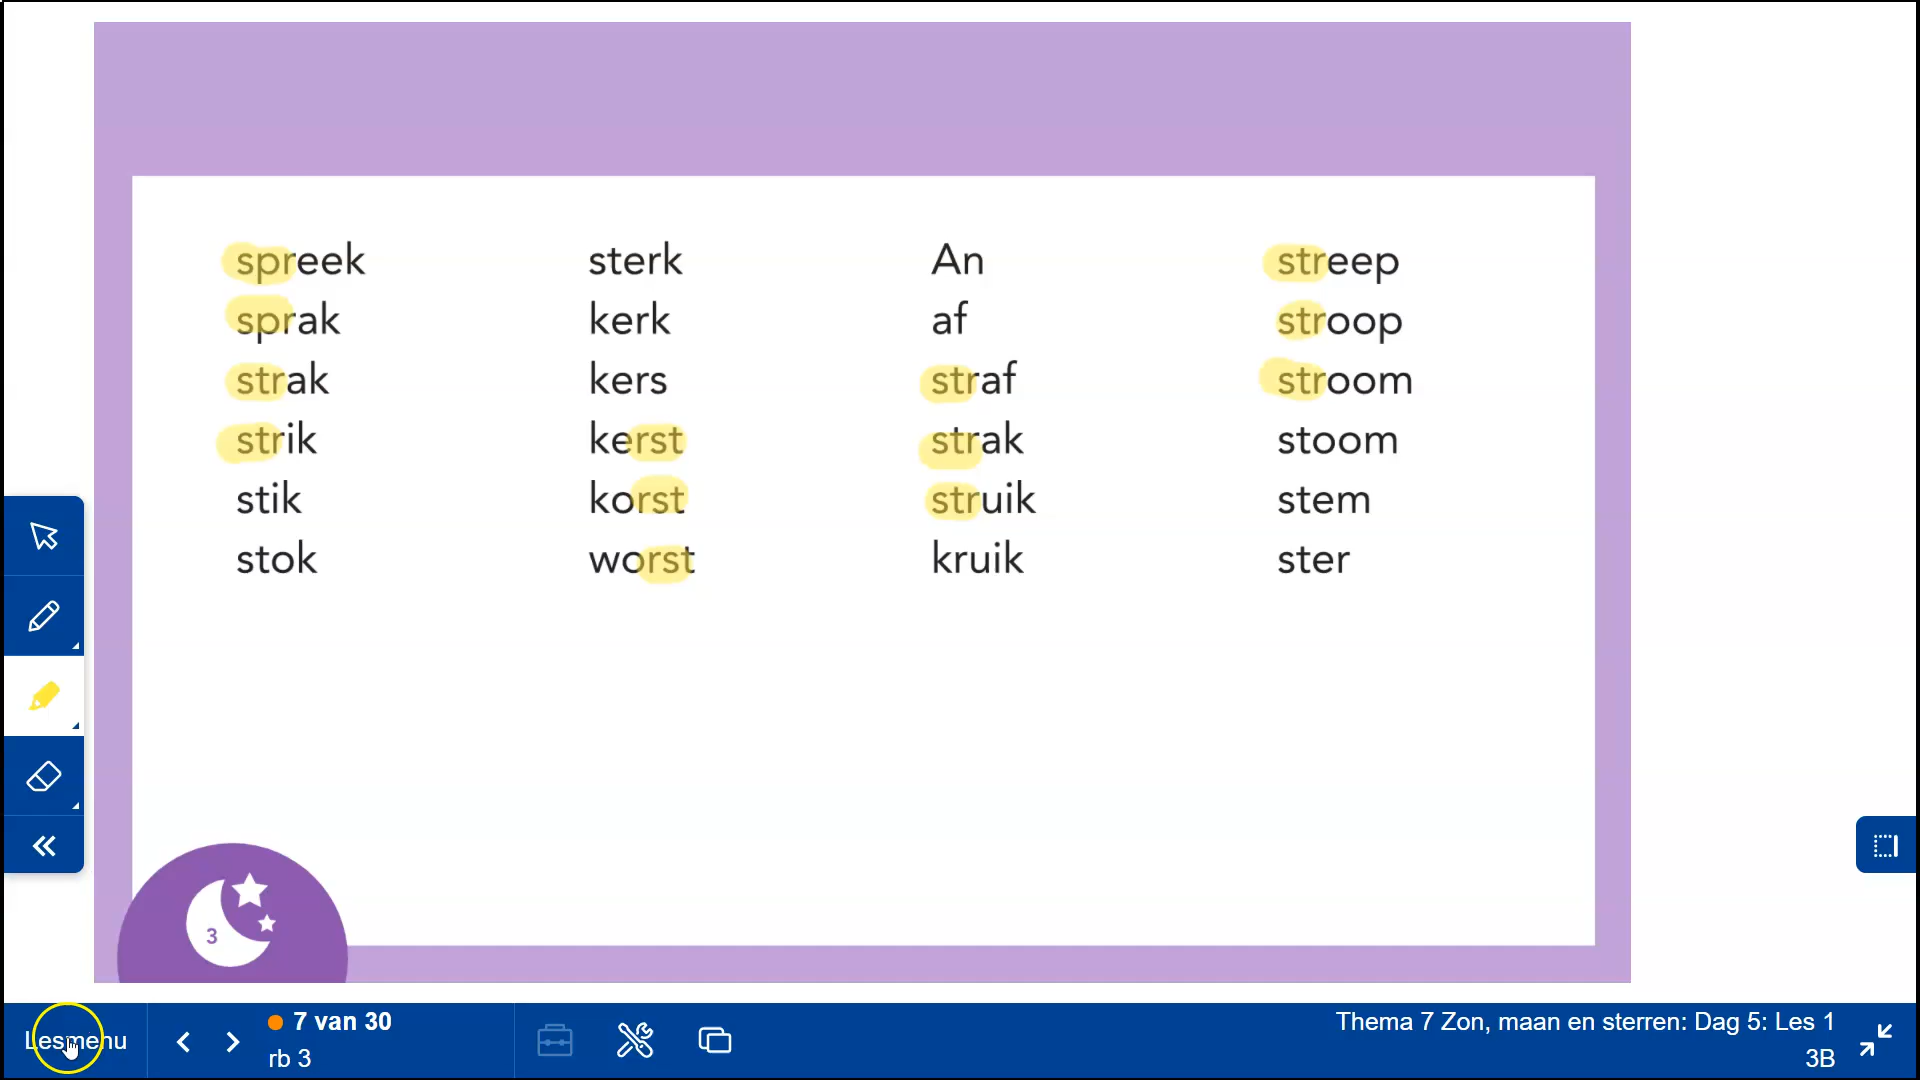 spreek sterk An streep
sprak kerk af stroop
strak kers straf stroom
strik kerst strak stoom
stik korst struik stem
stok worst kruik ster
3
Lesmenu
7 van 30
rb 3
Thema 7 Zon, maan en sterren: Dag 5: Les 1
3B